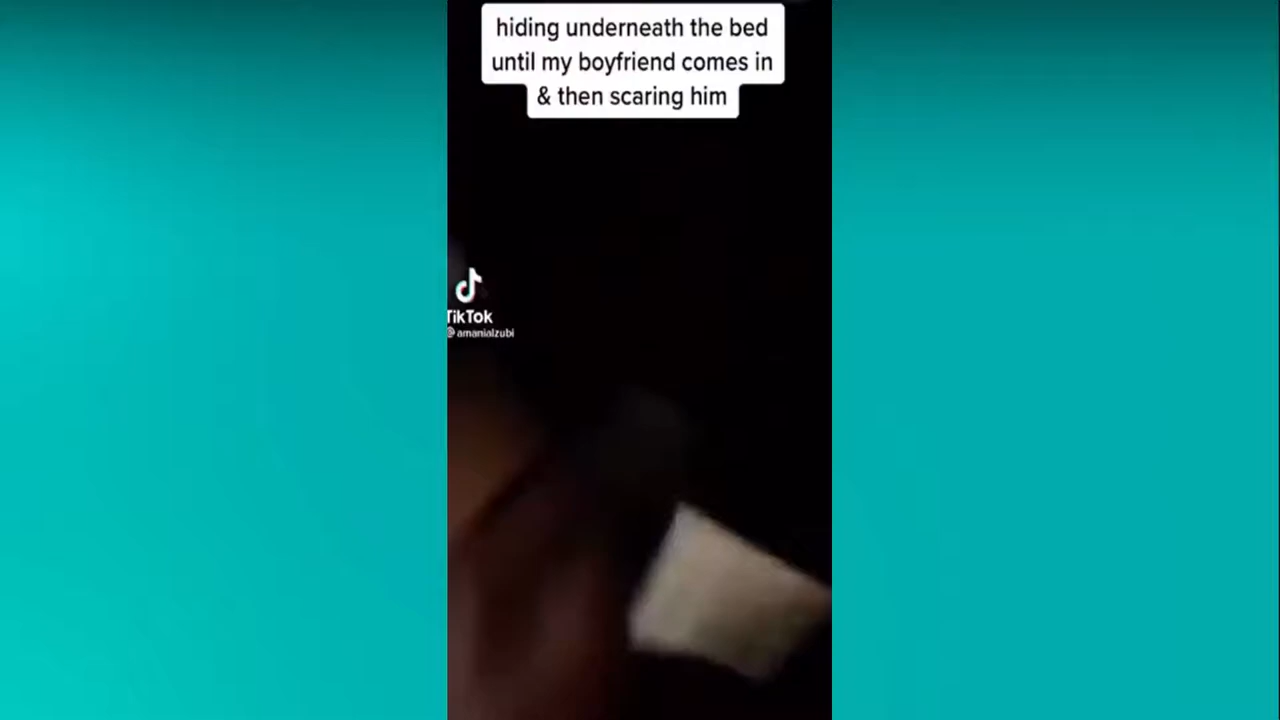 hiding underneath the bed
until my boyfriend comes in
& then scaring him
TikTok
@amanialzubi